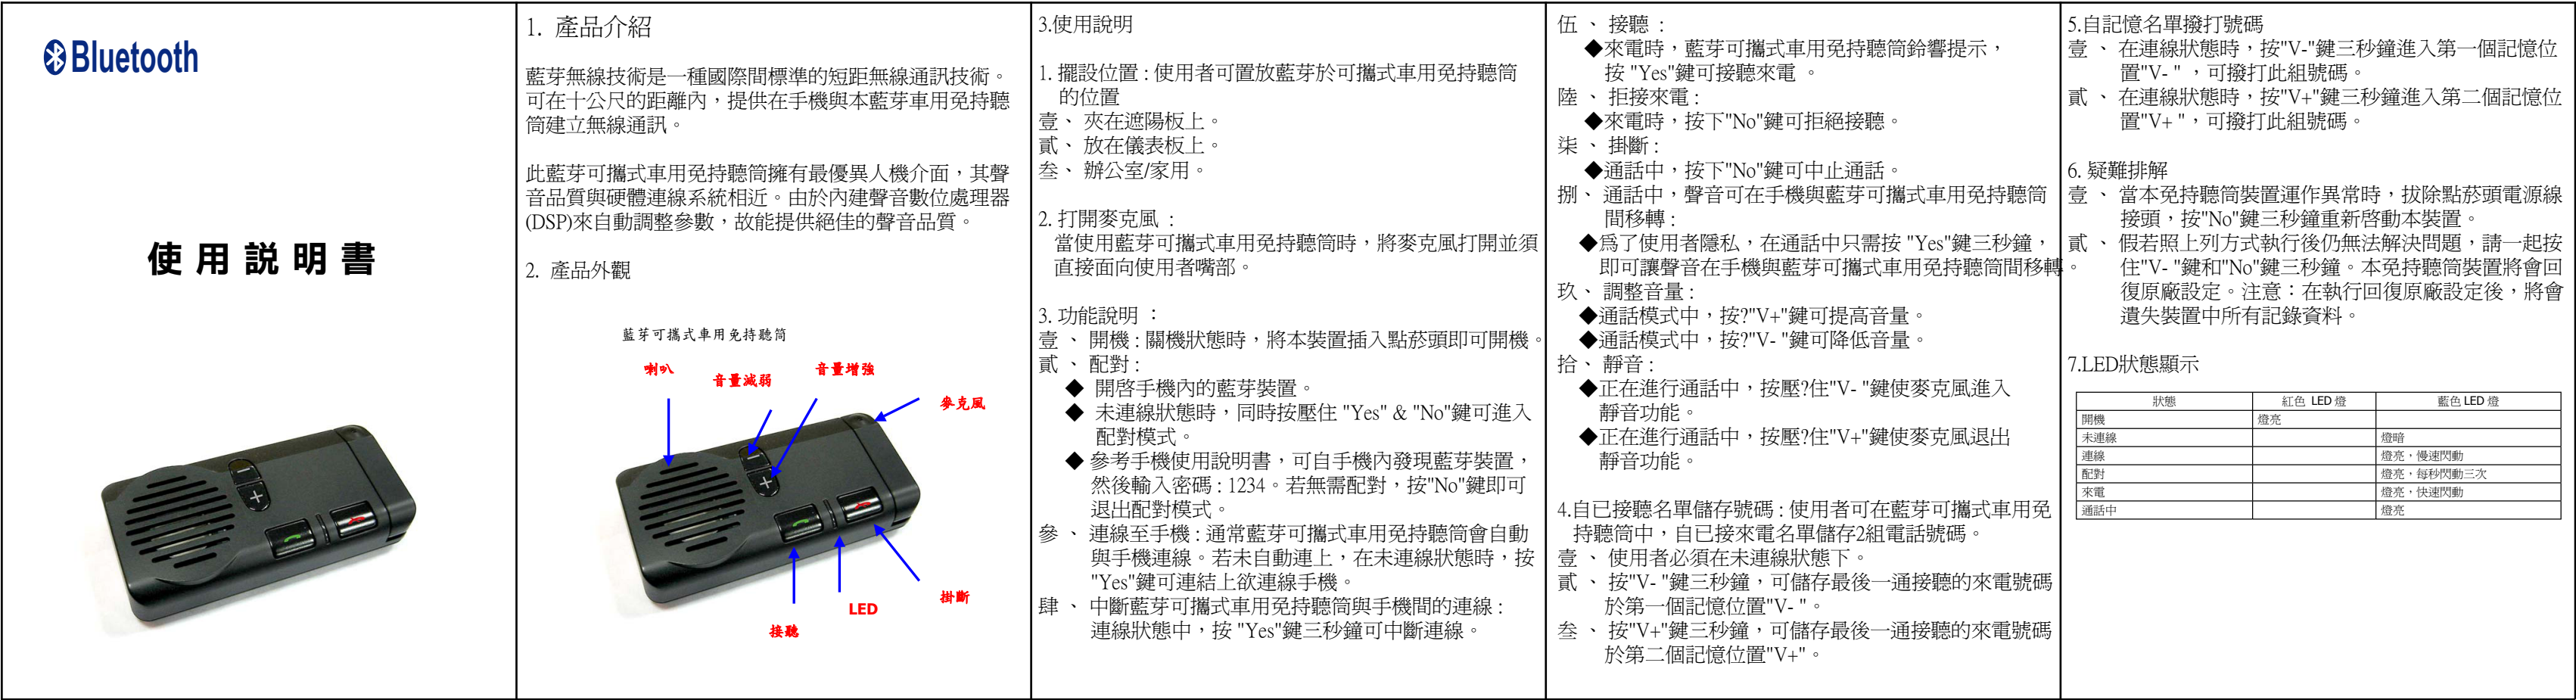 Bluetooth
使用説明書
1. 產品介紹
藍芽無線技術是一種國際間標準的短距無線通訊技術。
可在十公尺的距離內，提供在手機與本藍芽車用免持聽
筒建立無線通訊。
此藍芽可攜式車用免持聽筒擁有最優異人機介面，其聲
音品質與硬體連線系統相近。由於內建聲音數位處理器
(DSP)來自動調整參數，故能提供絕佳的聲音品質。
2. 產品外觀
藍芽可攜式車用免持聽筒
喇叭
音量減弱
音量增強
麥克風
接聽
LED
掛斷
3.使用說明
1. 擺設位置 : 使用者可置放藍芽於可攜式車用免持聽筒
的位置
壹、 夾在遮陽板上。
貳、 放在儀表板上。
叁、 辦公室/家用。
2. 打開麥克風 :
當使用藍芽可攜式車用免持聽筒時，將麥克風打開並須
直接面向使用者嘴部。
3. 功能說明 :
壹 、 開機 : 關機狀態時，將本裝置插入點菸頭即可開機。
貳 、 配對 :
◆ 開啓手機內的藍芽裝置。
◆ 未連線狀態時，同時按壓住 "Yes" & "No"鍵可進入
配對模式。
◆ 參考手機使用說明書，可自手機內發現藍芽裝置，
然後輸入密碼 : 1234。若無需配對，按"No"鍵即可
退出配對模式。
參 、 連線至手機 : 通常藍芽可攜式車用免持聽筒會自動
與手機連線。若未自動連上，在未連線狀態時，按
"Yes"鍵可連結上欲連線手機。
肆 、 中斷藍芽可攜式車用免持聽筒與手機間的連線 :
連線狀態中，按 "Yes"鍵三秒鐘可中斷連線。
伍 、 接聽 :
◆來電時，藍芽可攜式車用免持聽筒鈴響提示，
按 "Yes"鍵可接聽來電 。
陸 、 拒接來電 :
◆來電時，按下"No"鍵可拒絕接聽。
柒 、 掛斷 :
◆通話中，按下"No"鍵可中止通話。
捌、 通話中，聲音可在手機與藍芽可攜式車用免持聽筒
間移轉 :
◆爲了使用者隱私，在通話中只需按 "Yes"鍵三秒鐘，
即可讓聲音在手機與藍芽可攜式車用免持聽筒間移轉。
玖、 調整音量 :
◆通話模式中，按?"V+"鍵可提高音量。
◆通話模式中，按?"V- "鍵可降低音量。
拾、 靜音 :
◆正在進行通話中，按壓?住"V- "鍵使麥克風進入
靜音功能。
◆正在進行通話中，按壓?住"V+"鍵使麥克風退出
靜音功能。
4.自已接聽名單儲存號碼 : 使用者可在藍芽可攜式車用免
持聽筒中，自已接來電名單儲存2組電話號碼。
壹 、 使用者必須在未連線狀態下。
貳 、 按"V- "鍵三秒鐘，可儲存最後一通接聽的來電號碼
於第一個記憶位置"V- "。
叁 、 按"V+"鍵三秒鐘，可儲存最後一通接聽的來電號碼
於第二個記憶位置"V+"。
5.自記憶名單撥打號碼
壹 、 在連線狀態時，按"V-"鍵三秒鐘進入第一個記憶位
置"V- " ，可撥打此組號碼。
貳 、 在連線狀態時，按"V+"鍵三秒鐘進入第二個記憶位
置"V+ "，可撥打此組號碼。
6. 疑難排解
壹 、 當本免持聽筒裝置運作異常時，拔除點菸頭電源線
接頭，按"No"鍵三秒鐘重新啓動本裝置。
貳 、 假若照上列方式執行後仍無法解決問題，請一起按
住"V- "鍵和"No"鍵三秒鐘。本免持聽筒裝置將會回
復原廠設定。注意：在執行回復原廠設定後，將會
遺失裝置中所有記錄資料。
7.LED狀態顯示
狀態 紅色 LED 燈 藍色 LED 燈
開機 燈亮
未連線 燈暗
連線 燈亮，慢速閃動
配對 燈亮，每秒閃動三次
來電 燈亮，快速閃動
通話中 燈亮